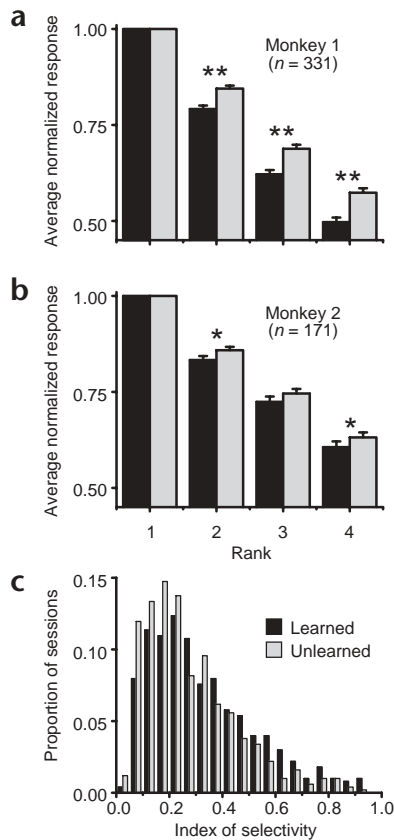 a
Average normalized response
1.00
0.75
0.50
Monkey 1
(n = 331)
**
**
**
b
Average normalized response
1.00
0.75
0.50
Monkey 2
(n = 171)
*
*
1 2 3 4
Rank
c
Proportion of sessions
0.15
0.10
0.05
0.00
Learned
Unlearned
0.0 0.2 0.4 0.6 0.8 1.0
Index of selectivity